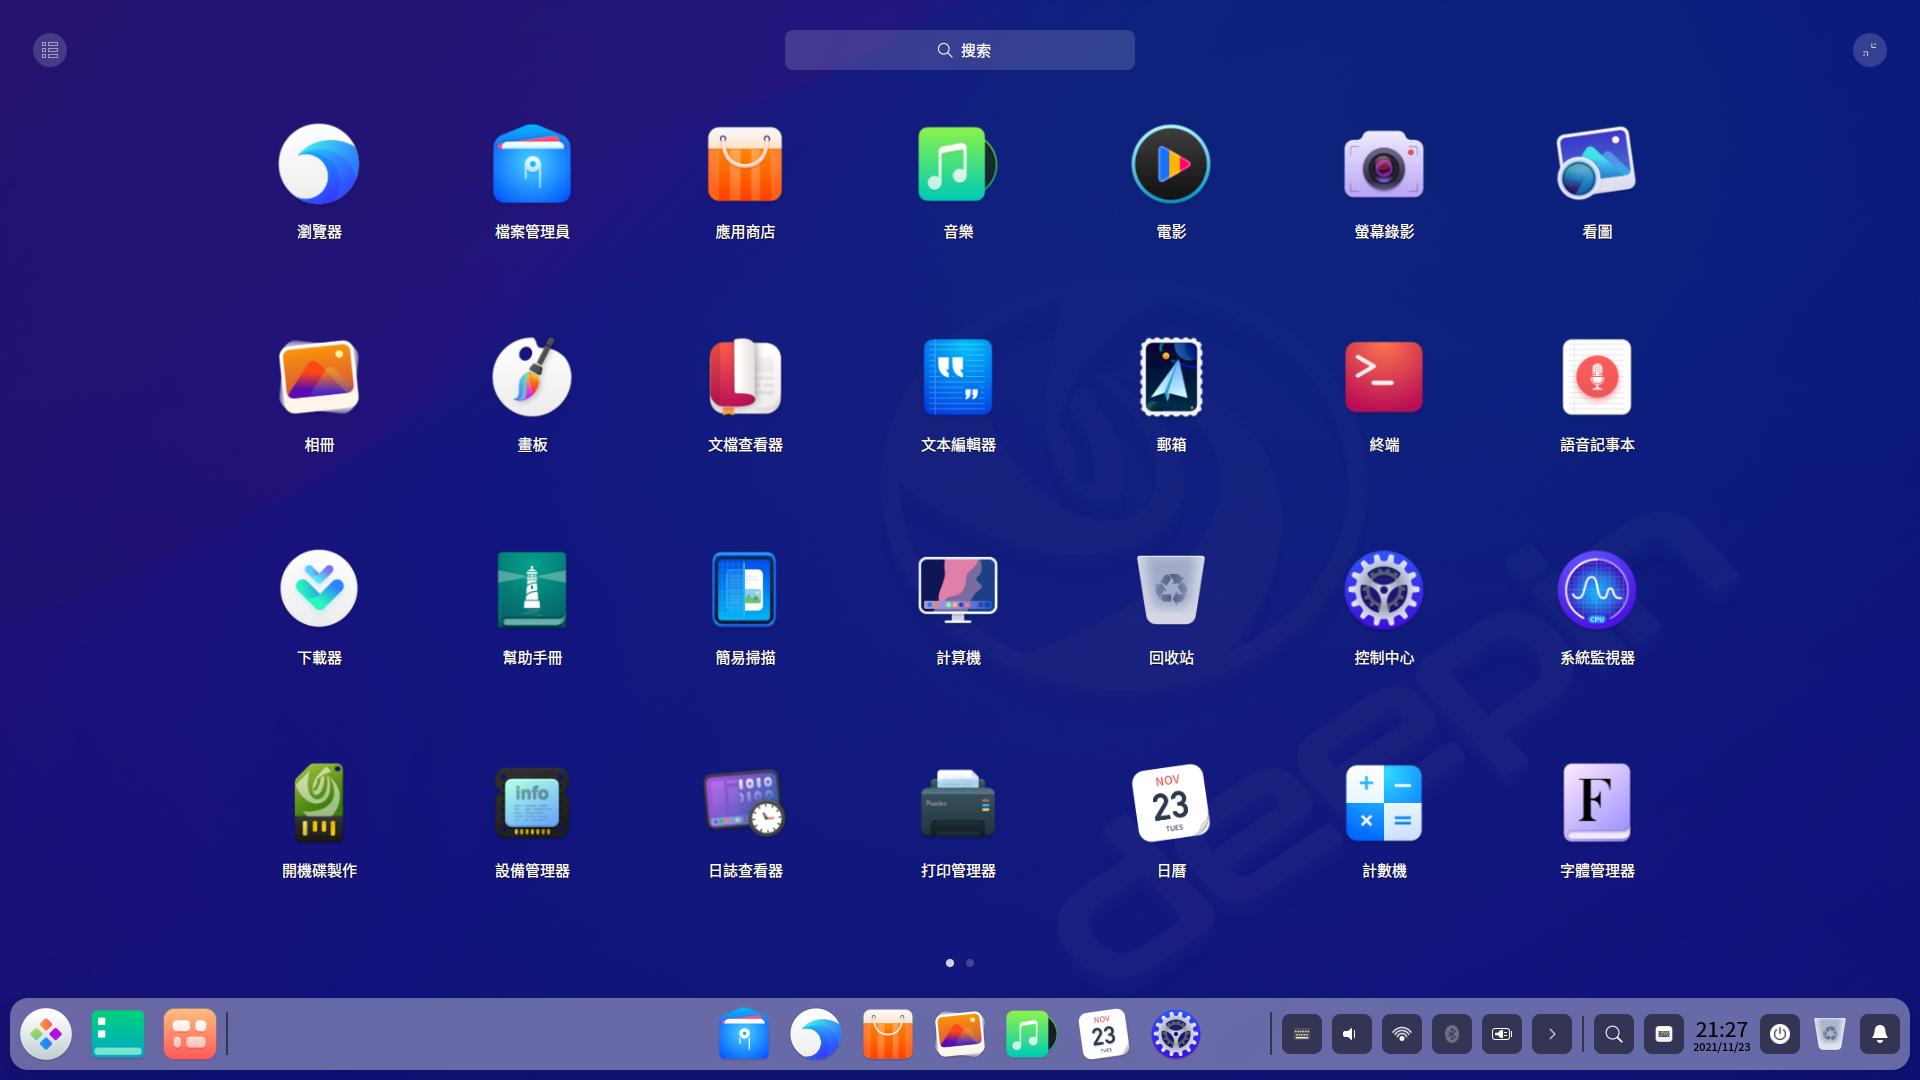 搜索
瀏覽器
檔案管理員
應用商店
音樂
電影
螢幕錄影
看圖
相冊
畫板
文檔查看器
文本編輯器
郵箱
終端
語音記事本
下載器
幫助手冊
簡易掃描
計算機
回收站
控制中心
CPU
系統監視器
info
1010
NOV
23
TUES
F
開機碟製作
設備管理器
日誌查看器
打印管理器
日曆
計數機
字體管理器
deepin
NOV
23
TUES
21:27
2021/11/23